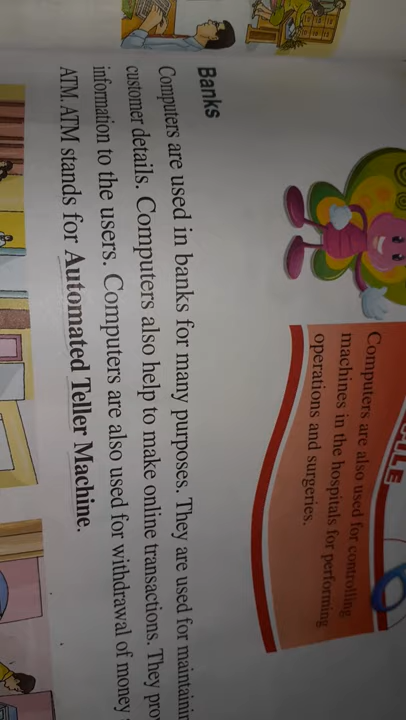 Computers are also used for controlling
machines in the hospitals for performing
operations and surgeries.
Banks
Computers are used in banks for many purposes. They are used for
customer details. Computers also help to make online transactions. They
information to the users. Computers are also used for withdrawal of money
ATM. ATM stands for Automated Teller Machine.